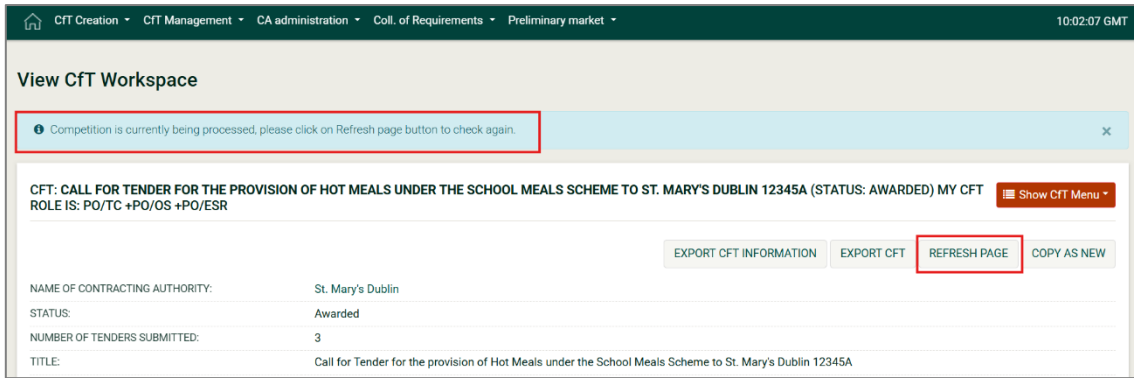 CfT Creation CfT Management CA administration Coll. of Requirements Preliminary market 10:02:07 GMT
View CfT Workspace
Competition is currently being processed, please click on Refresh page button to check again. ×
CFT: CALL FOR TENDER FOR THE PROVISION OF HOT MEALS UNDER THE SCHOOL MEALS SCHEME TO ST. MARY'S DUBLIN 12345A (STATUS: AWARDED) MY CFT
ROLE IS: PO/TC +PO/OS +PO/ESR
Show CfT Menu
EXPORT CFT INFORMATION EXPORT CFT REFRESH PAGE COPY AS NEW
NAME OF CONTRACTING AUTHORITY: St. Mary's Dublin
STATUS: Awarded
NUMBER OF TENDERS SUBMITTED: 3
TITLE: Call for Tender for the provision of Hot Meals under the School Meals Scheme to St. Mary's Dublin 12345A